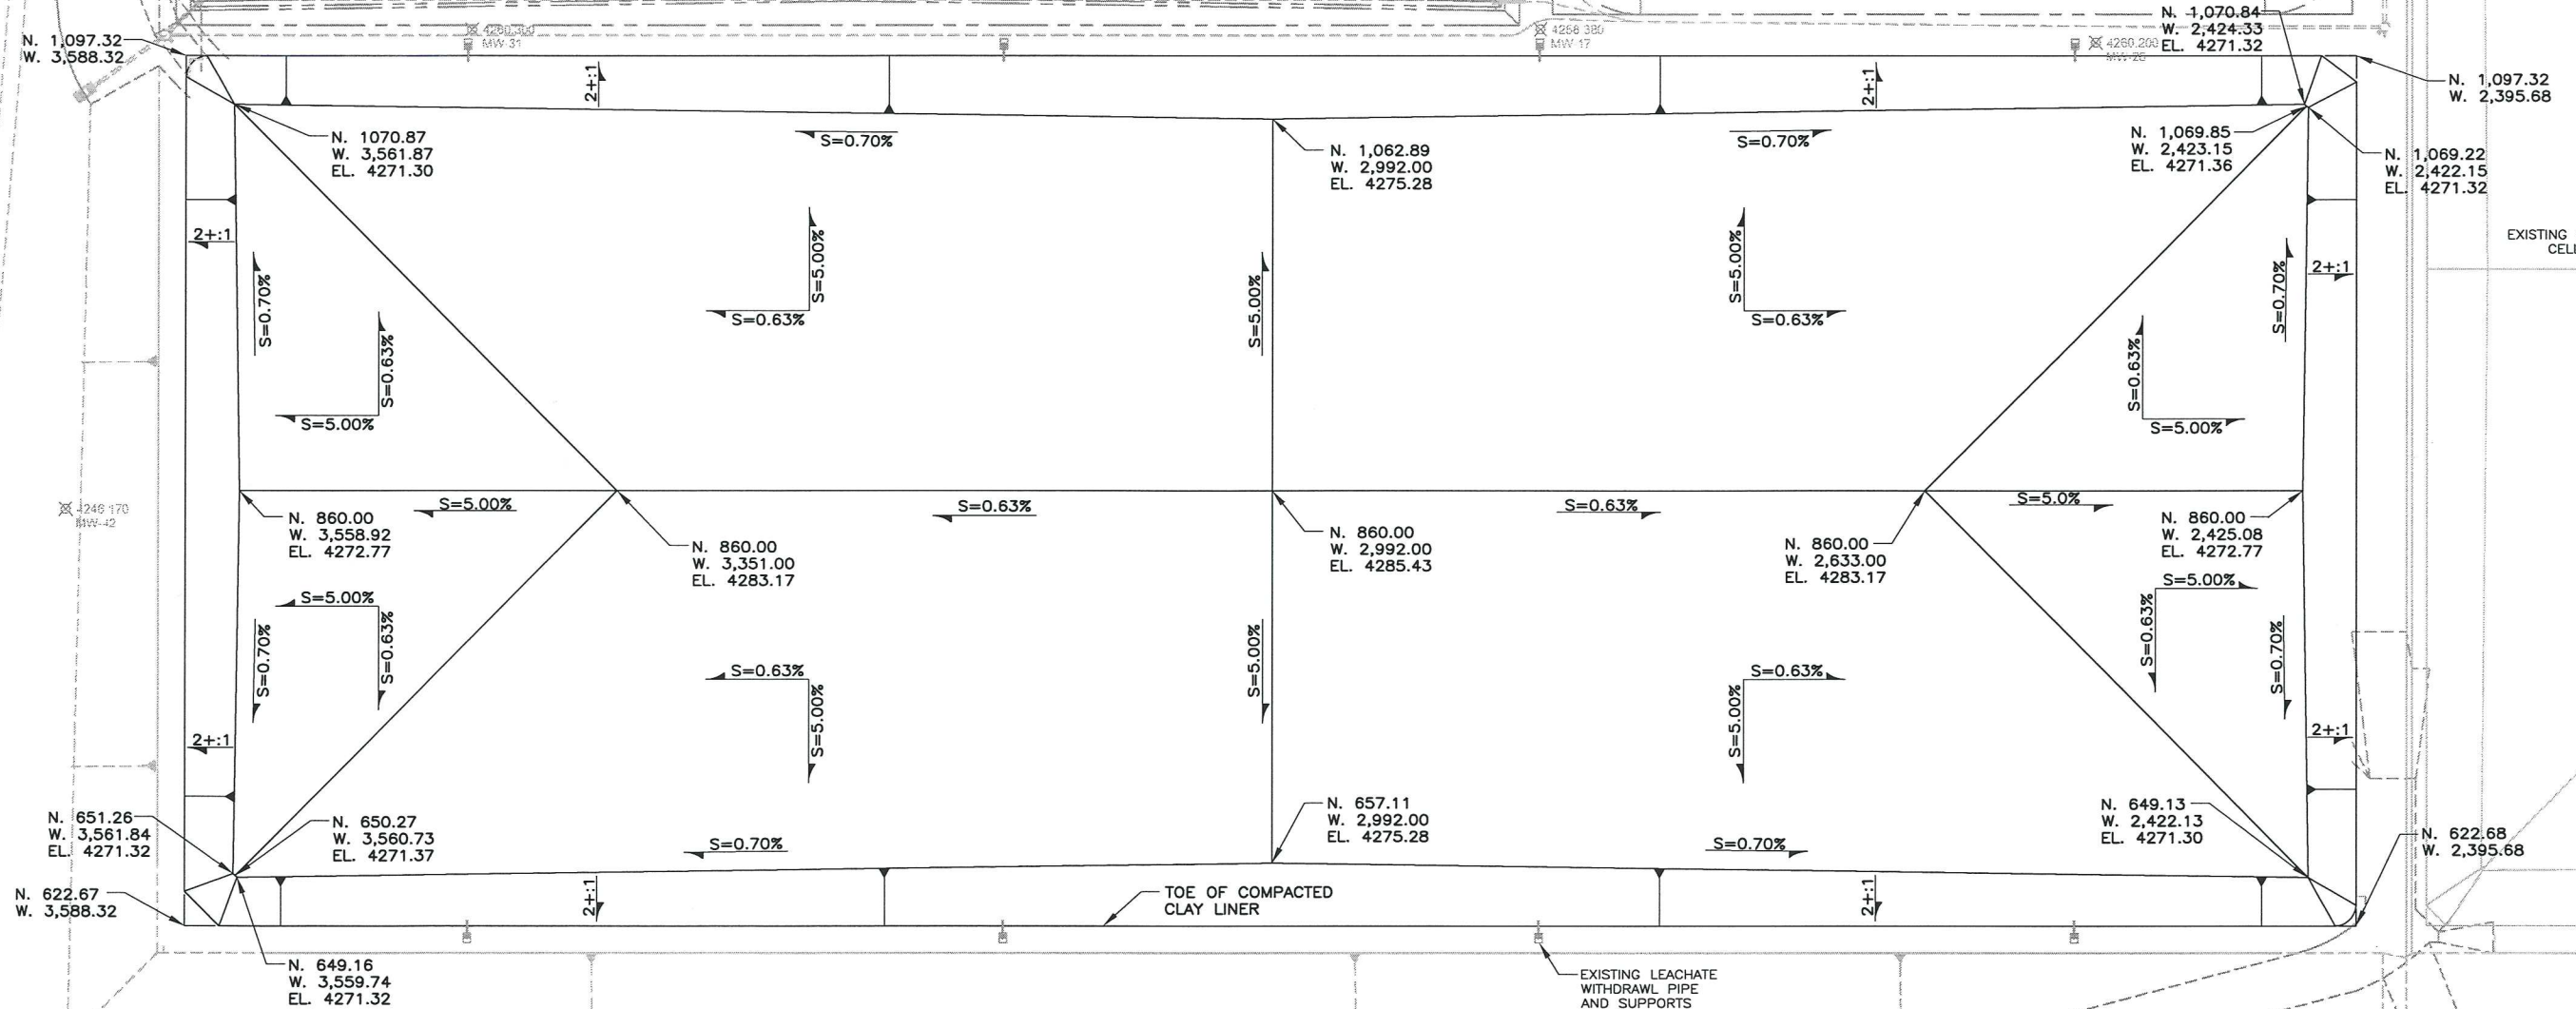 N. 1,097.32
W. 3,588.32
4260.300
MW-31
4258.380
MW-17
4260.200
N. 1,070.84
W. 2,424.33
EL. 4271.32
N. 1,097.32
W. 2,395.68
2+:1
2+:1
N. 1070.87
W. 3,561.87
EL. 4271.30
S=0.70%
N. 1,062.89
W. 2,992.00
EL. 4275.28
S=0.70%
N. 1,069.85
W. 2,423.15
EL. 4271.36
N. 1,069.22
W. 2,422.15
EL. 4271.32
EXISTING
CELL
2+:1
S=0.70%
S=0.63%
S=5.00%
S=5.00%
S=0.63%
S=5.00%
S=5.00%
S=0.63%
S=0.63%
S=5.00%
S=0.70%
2+:1
4246.170
MW-42
N. 860.00
W. 3,558.92
EL. 4272.77
S=5.00%
N. 860.00
W. 3,351.00
EL. 4283.17
S=0.63%
N. 860.00
W. 2,992.00
EL. 4285.43
S=0.63%
N. 860.00
W. 2,633.00
EL. 4283.17
S=5.0%
N. 860.00
W. 2,425.08
EL. 4272.77
S=5.00%
S=0.63%
S=0.70%
S=0.63%
S=5.00%
S=5.00%
S=0.63%
S=5.00%
S=5.00%
S=0.63%
S=0.70%
2+:1
2+:1
N. 651.26
W. 3,561.84
EL. 4271.32
N. 650.27
W. 3,560.73
EL. 4271.37
S=0.70%
N. 657.11
W. 2,992.00
EL. 4275.28
S=0.70%
N. 649.13
W. 2,422.13
EL. 4271.30
N. 622.68
W. 2,395.68
N. 622.67
W. 3,588.32
2+:1
TOE OF COMPACTED
CLAY LINER
2+:1
N. 649.16
W. 3,559.74
EL. 4271.32
EXISTING LEACHATE
WITHDRAWL PIPE
AND SUPPORTS